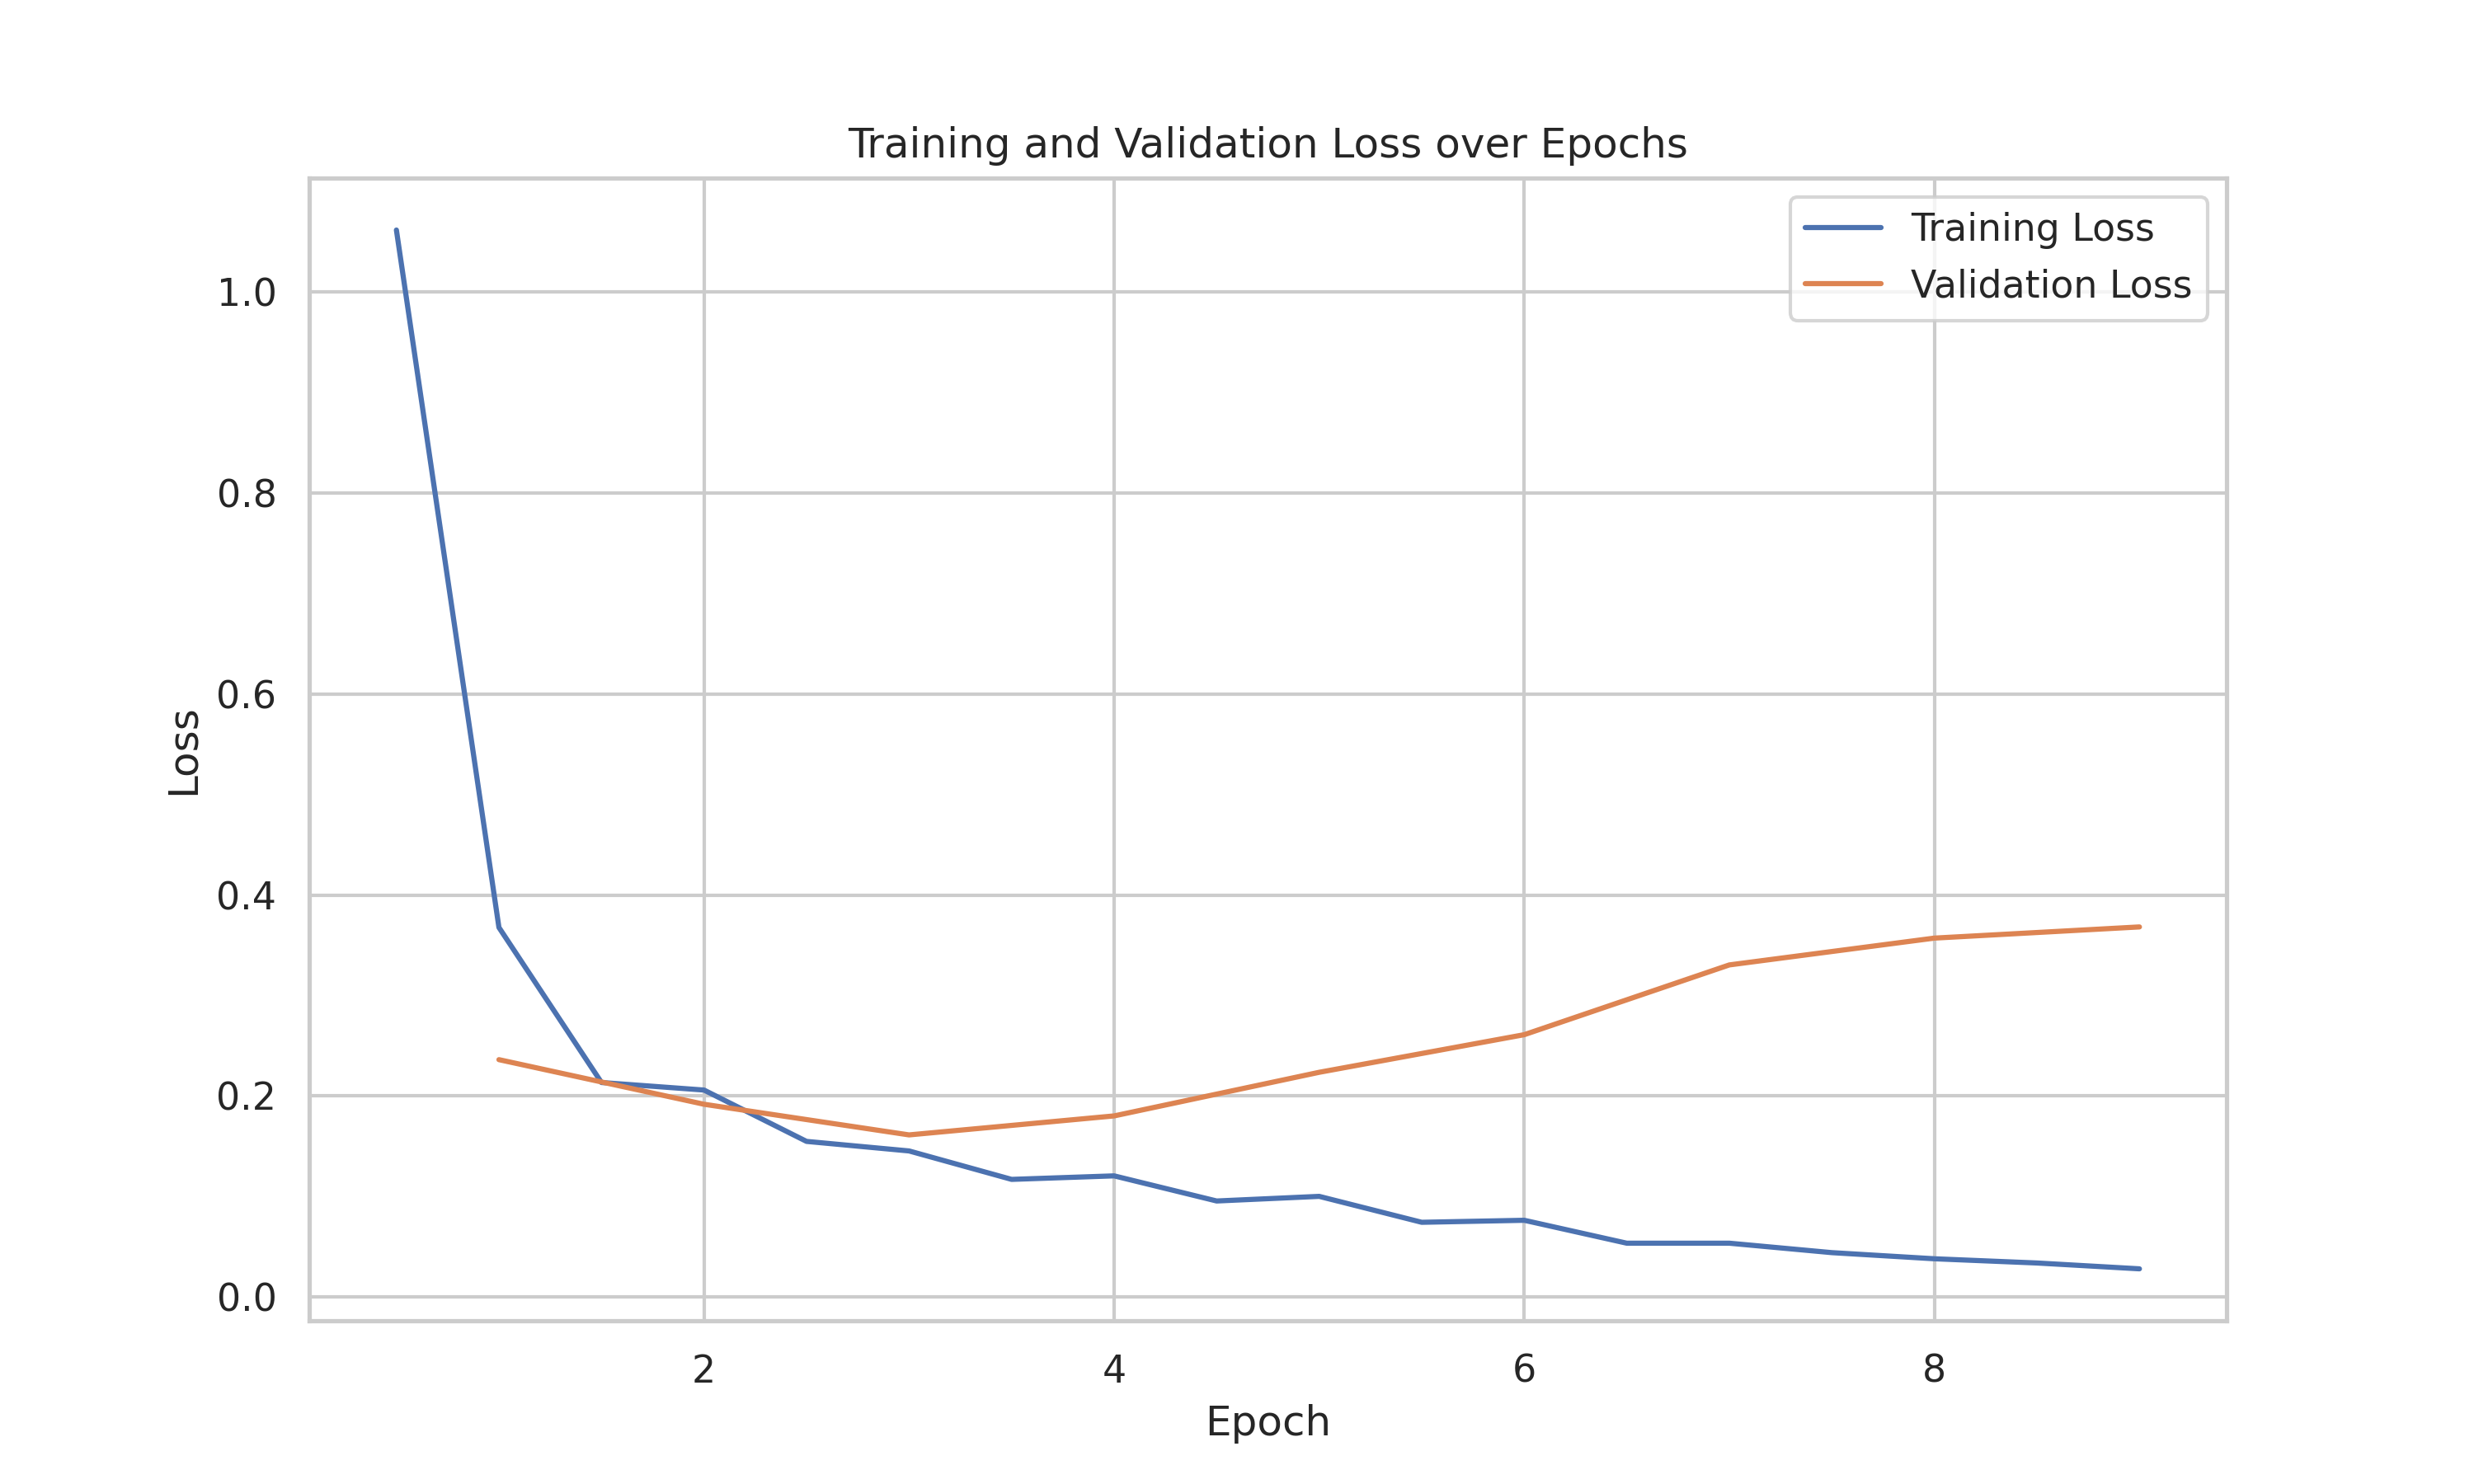 Training and Validation Loss over Epochs
Training Loss
Validation Loss
1.0
0.8
0.6
0.4
0.2
0.0
Loss
2 4 6 8
Epoch